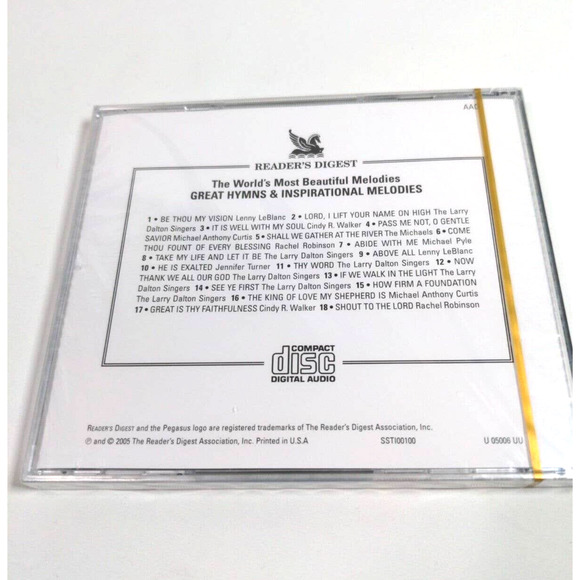 AAD
READER'S DIGEST
The World's Most Beautiful Melodies
GREAT HYMNS & INSPIRATIONAL MELODIES
1 • BE THOU MY VISION Lenny LeBlanc 2 • LORD, I LIFT YOUR NAME ON HIGH The Larry
Dalton Singers 3 • IT IS WELL WITH MY SOUL Cindy R. Walker 4 • PASS ME NOT, O GENTLE
SAVIOR Michael Anthony Curtis 5 • SHALL WE GATHER AT THE RIVER The Michaels 6 • COME
THOU FOUNT OF EVERY BLESSING Rachel Robinson 7 • ABIDE WITH ME Michael Pyle
8 • TAKE MY LIFE AND LET IT BE The Larry Dalton Singers 9 • ABOVE ALL Lenny LeBlanc
10 • HE IS EXALTED Jennifer Turner 11 • THY WORD The Larry Dalton Singers 12 • NOW
THANK WE ALL OUR GOD The Larry Dalton Singers 13 • IF WE WALK IN THE LIGHT The Larry
Dalton Singers 14 • SEE YE FIRST The Larry Dalton Singers 15 • HOW FIRM A FOUNDATION
The Larry Dalton Singers 16 • THE KING OF LOVE MY SHEPHERD IS Michael Anthony Curtis
17 • GREAT IS THY FAITHFULNESS Cindy R. Walker 18 • SHOUT TO THE LORD Rachel Robinson
COMPACT
disc
DIGITAL AUDIO
READER'S DIGEST and the Pegasus logo are registered trademarks of The Reader's Digest Association, Inc.
℗ and © 2005 The Reader's Digest Association, Inc. Printed in U.S.A SSTI00100 U 05006 UU